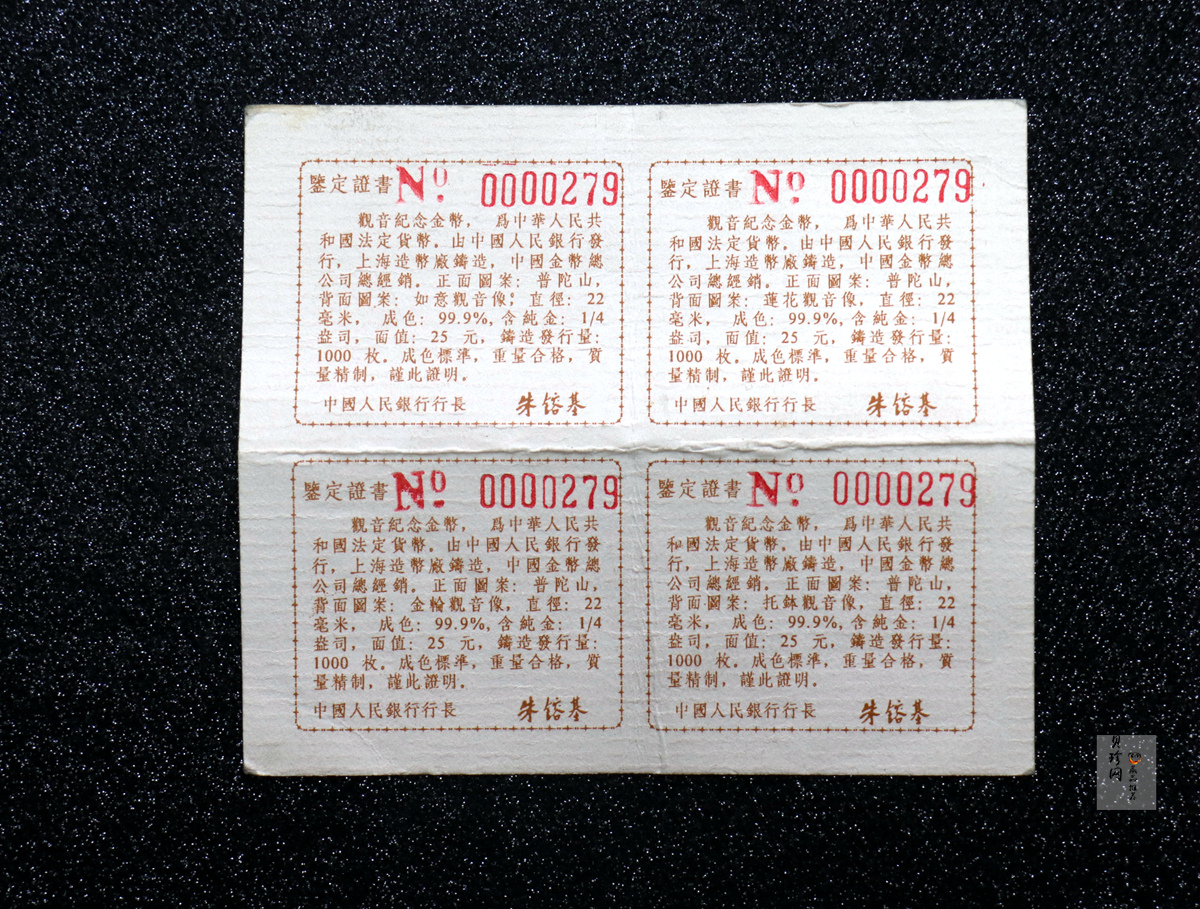 鑒定證書 No 0000279
觀音紀念金幣，爲中華人民共
和國法定貨幣。由中國人民銀行發
行，上海造幣廠鑄造，中國金幣總
公司總經銷。正面圖案：普陀山，
背面圖案：如意觀音像；直徑：22
毫米， 成色：99.9%,含純金：1/4
盎司，面值：25 元，鑄造發行量：
1000 枚。成色標準，重量合格，質
量精制，謹此證明。
中國人民銀行行長 朱镕基
鑒定證書 No 0000279
觀音紀念金幣， 爲中華人民共
和國法定貨幣。由中國人民銀行發
行，上海造幣廠鑄造，中國金幣總
公司總經銷。正面圖案：普陀山，
背面圖案：蓮花觀音像，直徑：22
毫米， 成色：99.9%,含純金：1/4
盎司，面值：25 元，鑄造發行量：
1000 枚。成色標準，重量合格，質
量精制，謹此證明。
中國人民銀行行長 朱镕基
鑒定證書 No 0000279
觀音紀念金幣， 爲中華人民共
和國法定貨幣。由中國人民銀行發
行，上海造幣廠鑄造，中國金幣總
公司總經銷。正面圖案：普陀山，
背面圖案：金輪觀音像，直徑：22
毫米， 成色：99.9%,含純金：1/4
盎司，面值：25 元，鑄造發行量：
1000 枚。成色標準，重量合格，質
量精制，謹此證明。
中國人民銀行行長 朱镕基
鑒定證書 No 0000279
觀音紀念金幣， 爲中華人民共
和國法定貨幣。由中國人民銀行發
行，上海造幣廠鑄造，中國金幣總
公司總經銷。正面圖案：普陀山，
背面圖案：托鉢觀音像，直徑：22
毫米， 成色：99.9%,含純金：1/4
盎司，面值：25 元，鑄造發行量：
1000 枚。成色標準，重量合格，質
量精制，謹此證明。
中國人民銀行行長 朱镕基
贝珍网